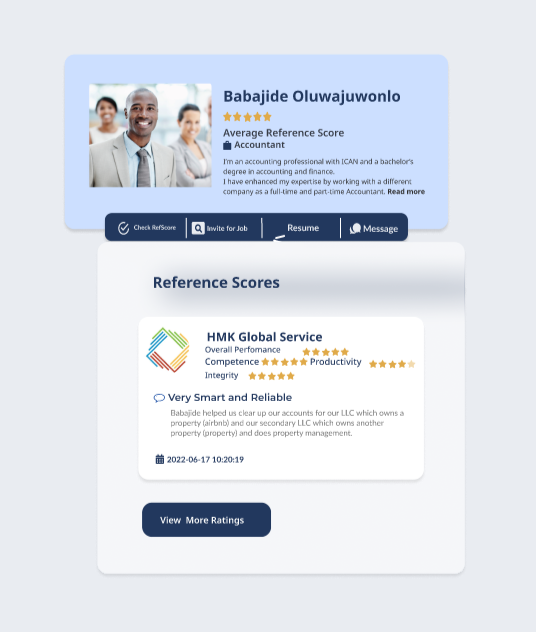 Babajide Oluwajuwonlo
Average Reference Score
Accountant
I'm an accounting professional with ICAN and a bachelor's
degree in accounting and finance.
I have enhanced my expertise by working with a different
company as a full-time and part-time Accountant. Read more
Check RefScore Invite for Job Resume Message
Reference Scores
HMK Global Service
Overall Perfomance
Competence Productivity
Integrity
Very Smart and Reliable
Babajide helped us clear up our accounts for our LLC which owns a
property (airbnb) and our secondary LLC which owns another
property (property) and does property management.
2022-06-17 10:20:19
View More Ratings